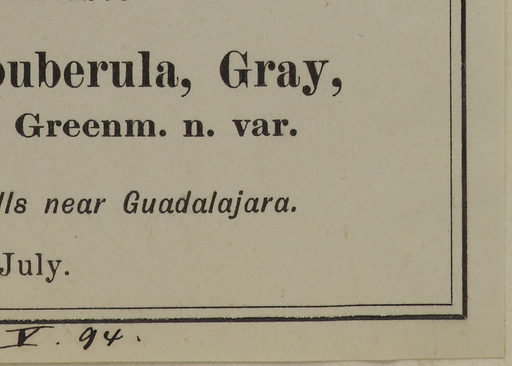 puberula, Gray,
Greenm. n. var.
lls near Guadalajara.
July.
V. 94.